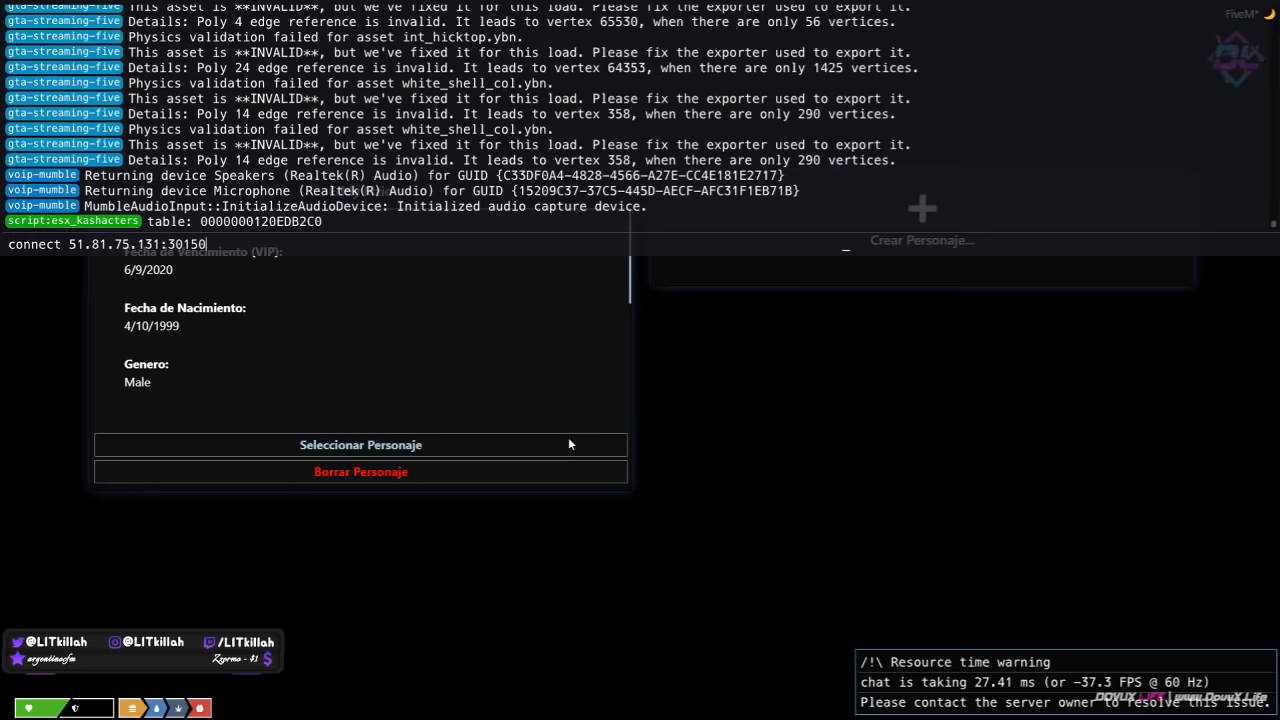 gta-streaming-five This asset is **INVALID**, but we've fixed it for this load. Please fix the exporter used to export it.
FiveM*
gta-streaming-five Details: Poly 4 edge reference is invalid. It leads to vertex 65530, when there are only 56 vertices.
gta-streaming-five Physics validation failed for asset int_hicktop.ybn.
gta-streaming-five This asset is **INVALID**, but we've fixed it for this load. Please fix the exporter used to export it.
gta-streaming-five Details: Poly 24 edge reference is invalid. It leads to vertex 64353, when there are only 1425 vertices.
gta-streaming-five Physics validation failed for asset white_shell_col.ybn.
gta-streaming-five This asset is **INVALID**, but we've fixed it for this load. Please fix the exporter used to export it.
gta-streaming-five Details: Poly 14 edge reference is invalid. It leads to vertex 358, when there are only 290 vertices.
gta-streaming-five Physics validation failed for asset white_shell_col.ybn.
gta-streaming-five This asset is **INVALID**, but we've fixed it for this load. Please fix the exporter used to export it.
gta-streaming-five Details: Poly 14 edge reference is invalid. It leads to vertex 358, when there are only 290 vertices.
voip-mumble Returning device Speakers (Realtek(R) Audio) for GUID {C33DF0A4-4828-4566-A27E-CC4E181E2717}
voip-mumble Returning device Microphone (Realtek(R) Audio) for GUID {15209C37-37C5-445D-AECF-AFC31F1EB71B}
voip-mumble MumbleAudioInput::InitializeAudioDevice: Initialized audio capture device.
script:esx_kashacters table: 0000000120EDB2C0
connect 51.81.75.131:30150
Crear Personaje...
Fecha de Vencimiento (VIP):
6/9/2020
Fecha de Nacimiento:
4/10/1999
Genero:
Male
Seleccionar Personaje
Borrar Personaje
@LITkillah @LITkillah /LITkillah
argentinosfm Zeprmo - $1
/!\ Resource time warning
chat is taking 27.41 ms (or -37.3 FPS @ 60 Hz)
Please contact the server owner to resolve this issue.
DOVUX LIFE | www.DovuX.Life